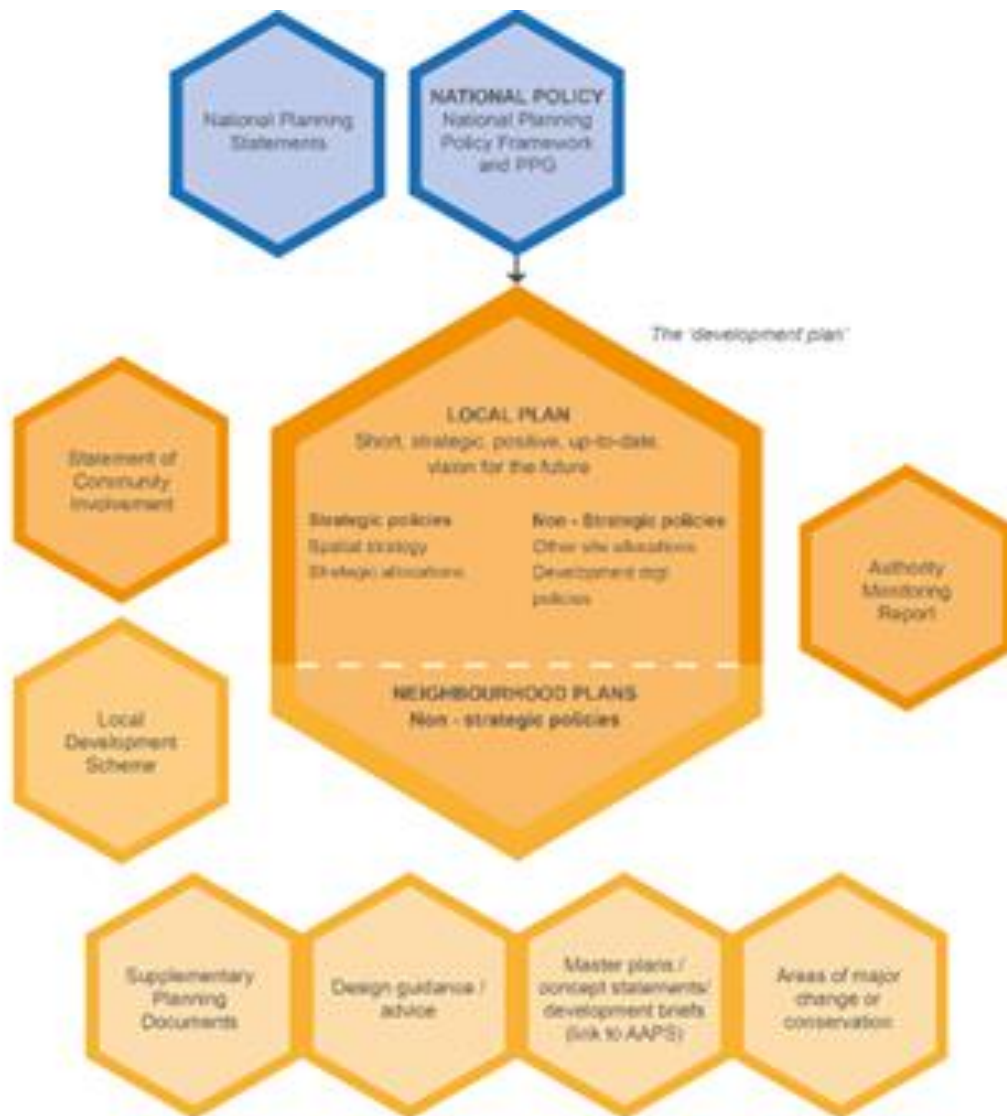 National Planning
Statements
NATIONAL POLICY
National Planning
Policy Framework
and PPG
The 'development plan'
LOCAL PLAN
Short, strategic, positive, up-to-date,
vision for the future
Strategic policies
Spatial strategy
Strategic allocations
Non - Strategic policies
Other site allocations
Development mgt
policies
NEIGHBOURHOOD PLANS
Non - strategic policies
Statement of
Community
Involvement
Local
Development
Scheme
Authority
Monitoring
Report
Supplementary
Planning
Documents
Design guidance /
advice
Master plans /
concept statements/
development briefs
(link to AAPS)
Areas of major
change or
conservation